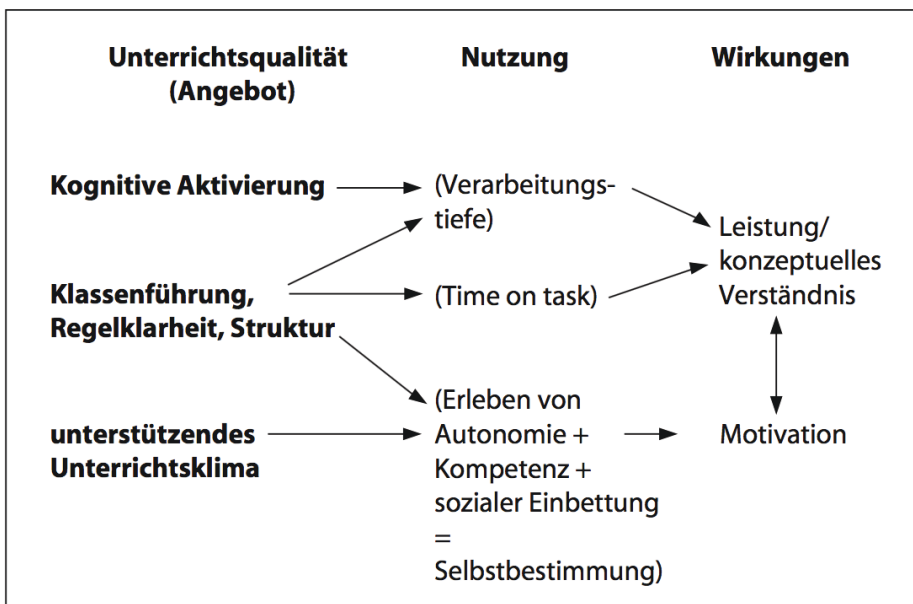 Unterrichtsqualität
(Angebot)
Nutzung
Wirkungen
Kognitive Aktivierung
(Verarbeitungs-
tiefe)
Leistung/
konzeptuelles
Verständnis
Klassenführung,
Regelklarheit, Struktur
(Time on task)
unterstützendes
Unterrichtsklima
(Erleben von
Autonomie +
Kompetenz +
sozialer Einbettung
=
Selbstbestimmung)
Motivation